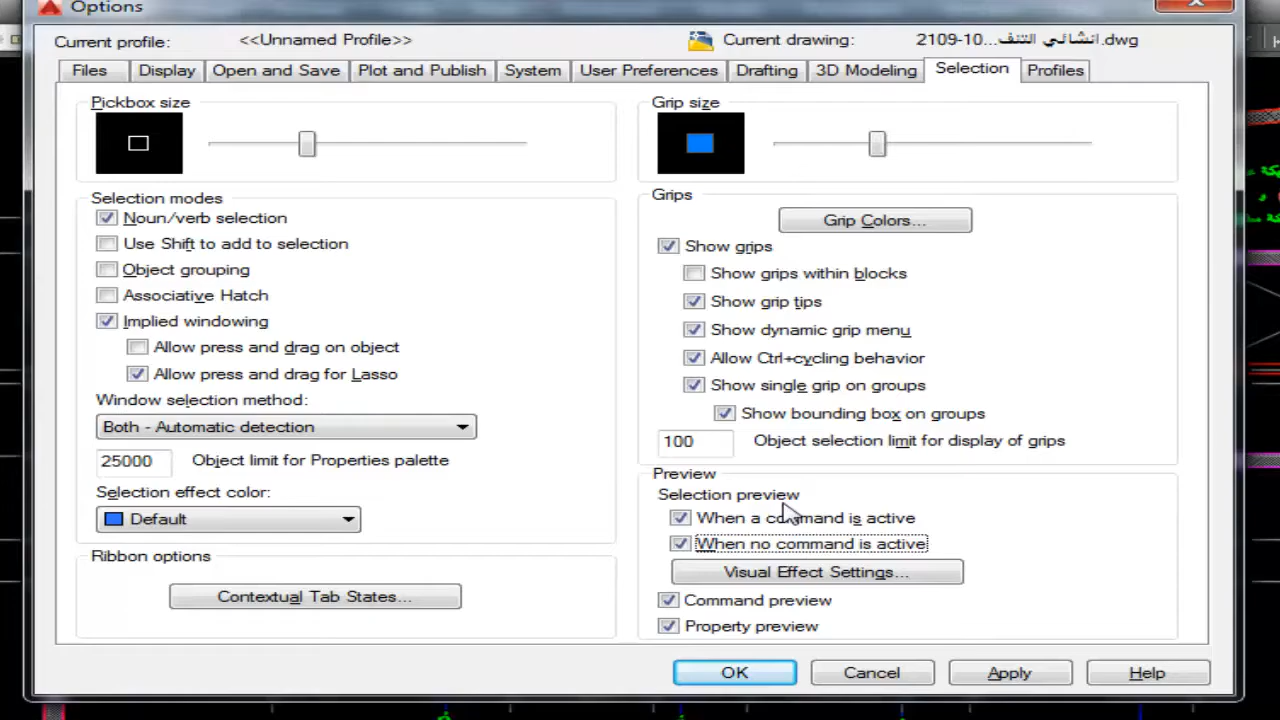 Options
Current profile: <<Unnamed Profile>> Current drawing: 2109-10...انشائي التنف.dwg
Files Display Open and Save Plot and Publish System User Preferences Drafting 3D Modeling Selection Profiles
Pickbox size
Selection modes
Noun/verb selection
Use Shift to add to selection
Object grouping
Associative Hatch
Implied windowing
Allow press and drag on object
Allow press and drag for Lasso
Window selection method:
Both - Automatic detection
25000 Object limit for Properties palette
Selection effect color:
Default
Ribbon options
Contextual Tab States...
Grip size
Grips
Grip Colors...
Show grips
Show grips within blocks
Show grip tips
Show dynamic grip menu
Allow Ctrl+cycling behavior
Show single grip on groups
Show bounding box on groups
100 Object selection limit for display of grips
Preview
Selection preview
When a command is active
When no command is active
Visual Effect Settings...
Command preview
Property preview
OK Cancel Apply Help